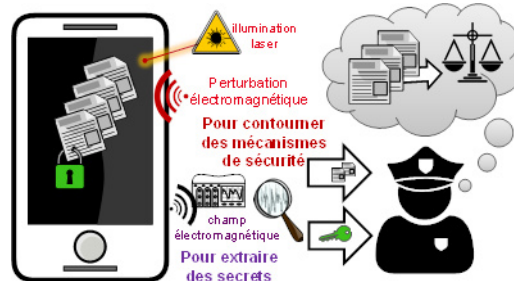 illumination
laser
Perturbation
électromagnétique
Pour contourner
des mécanismes
de sécurité
champ
électromagnétique
Pour extraire
des secrets